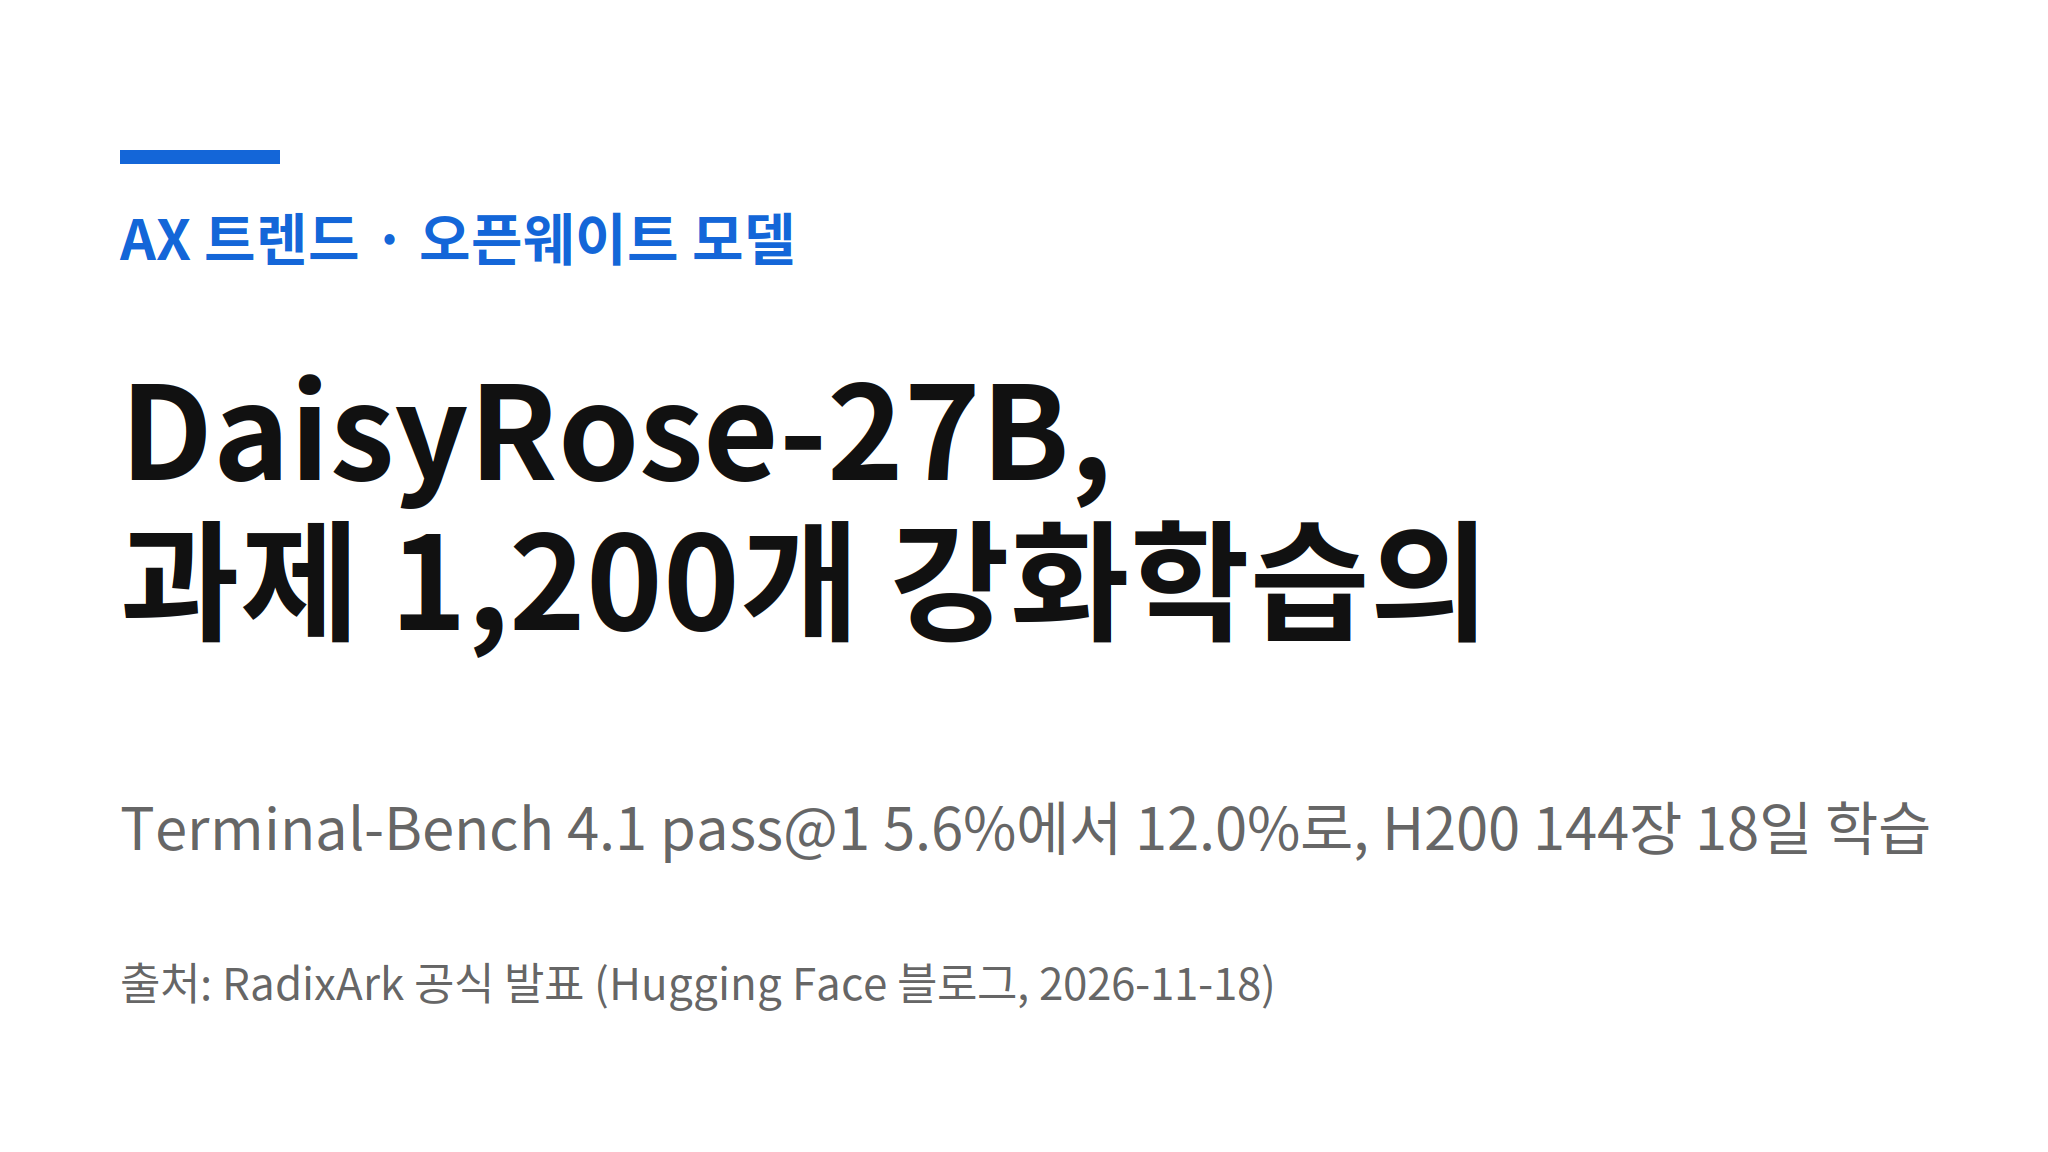 AX 트렌드 · 오픈웨이트 모델
DaisyRose-27B,
과제 1,200개 강화학습의
Terminal-Bench 4.1 pass@1 5.6%에서 12.0%로, H200 144장 18일 학습
출처: RadixArk 공식 발표 (Hugging Face 블로그, 2026-11-18)